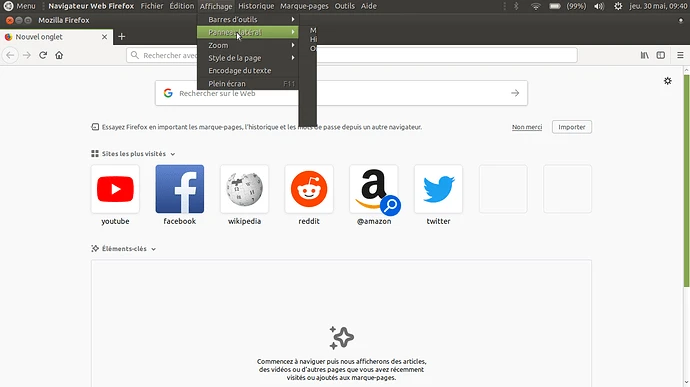 Menu Navigateur Web Firefox Fichier Édition Affichage Historique Marque-pages Outils Aide (99%) jeu. 30 mai, 09:40
Mozilla Firefox
Barres d'outils
Nouvel onglet
Panneau latéral
M
Hi
O
Zoom
Rechercher avec
Style de la page
Encodage du texte
Plein écran F11
Rechercher sur le Web
Essayez Firefox en important les marque-pages, l'historique et les mots de passe depuis un autre navigateur. Non merci Importer
Sites les plus visités
youtube facebook wikipedia reddit @amazon twitter
Éléments-clés
Commencez à naviguer puis nous afficherons des articles,
des vidéos ou d'autres pages que vous avez récemment
visités ou ajoutés aux marque-pages.